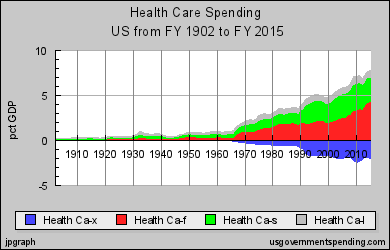 Health Care Spending
US from FY 1902 to FY 2015
10
5
0
-5
pct GDP
1910 1920 1930 1940 1950 1960 1970 1980 1990 2000 2010
Health Ca-x Health Ca-f Health Ca-s Health Ca-l
jpgraph usgovernmentspending.com